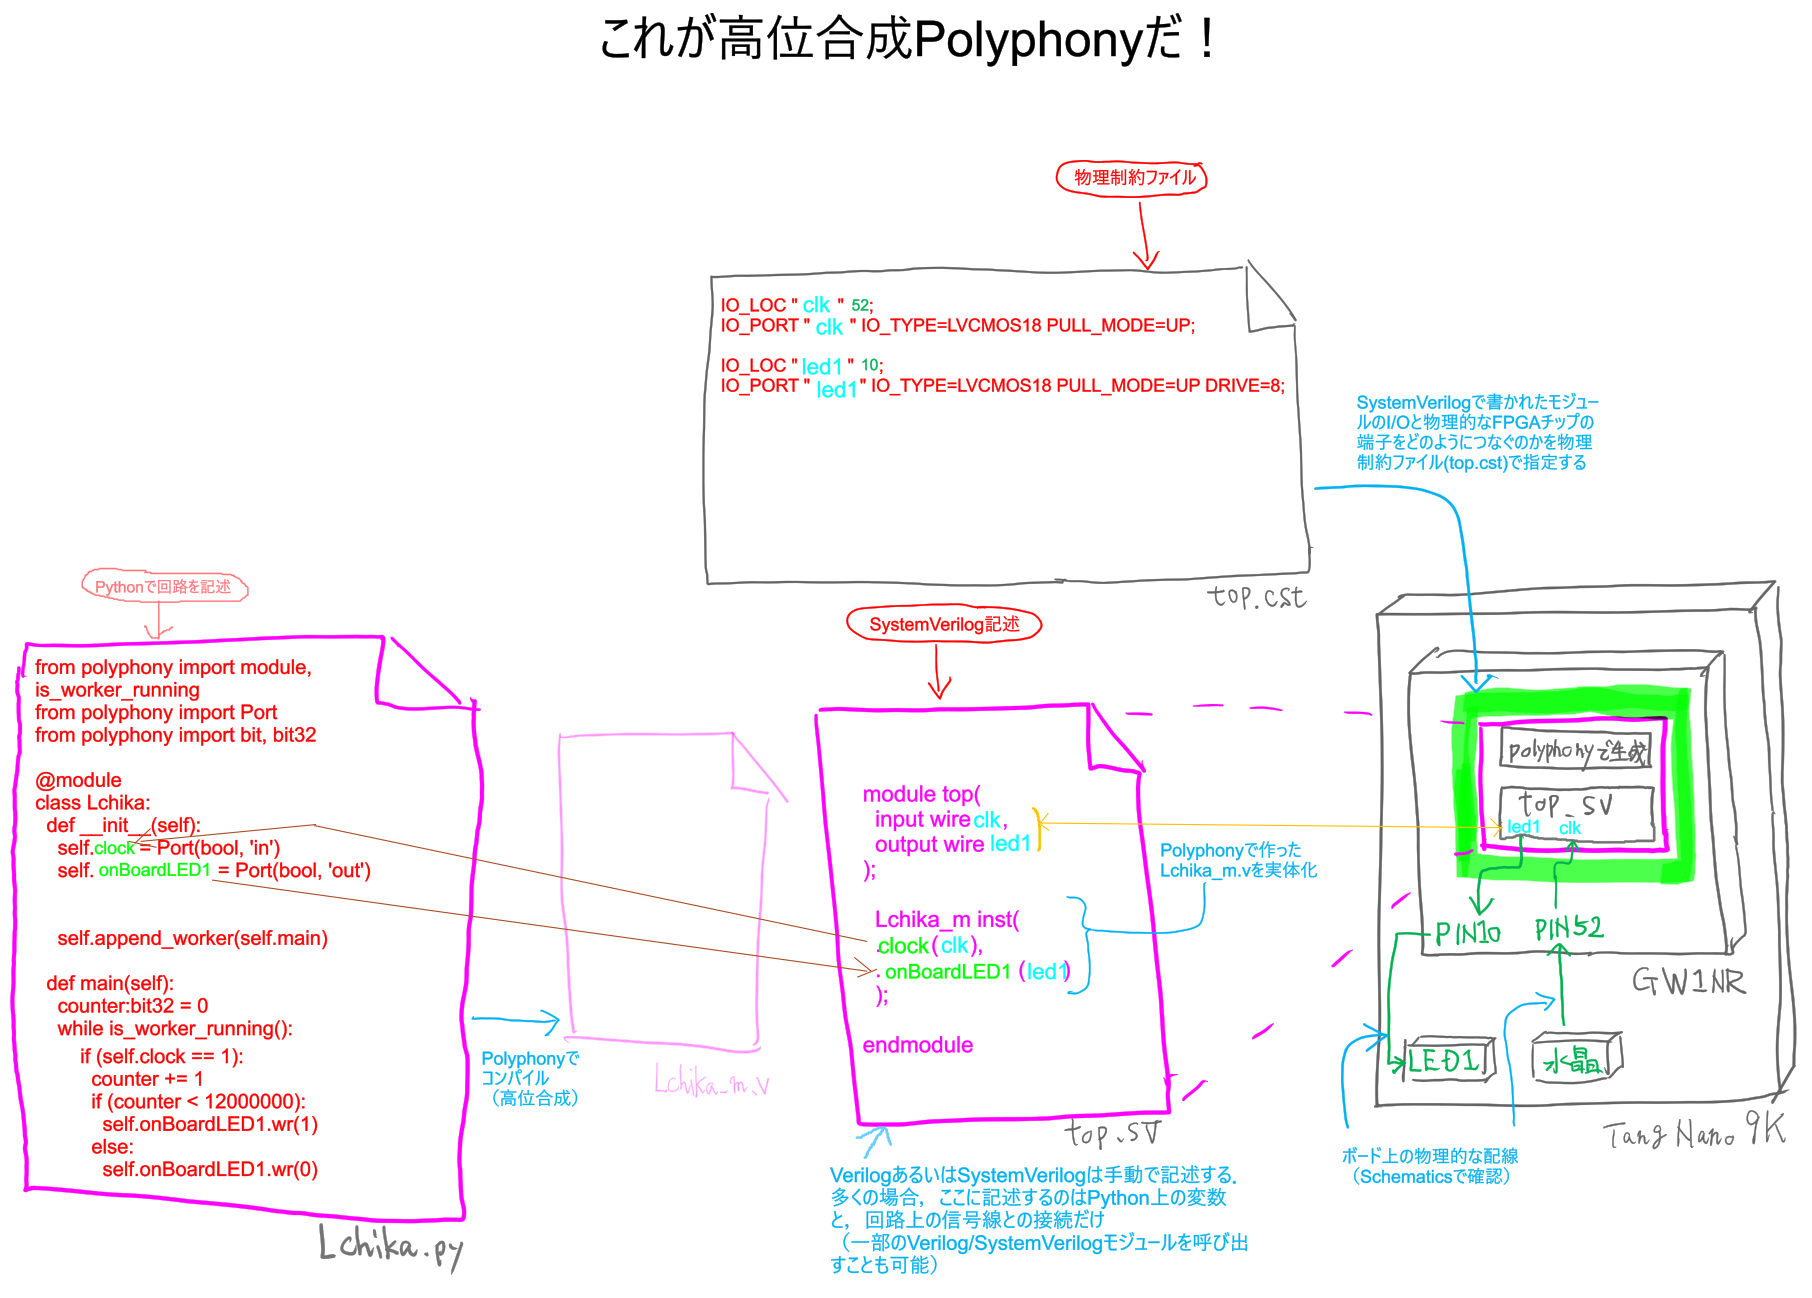 これが高位合成Polyphonyだ！
物理制約ファイル
IO_LOC " clk " 52;
IO_PORT " clk " IO_TYPE=LVCMOS18 PULL_MODE=UP;
IO_LOC " led1 " 10;
IO_PORT " led1" IO_TYPE=LVCMOS18 PULL_MODE=UP DRIVE=8;
top.cst
SystemVerilogで書かれたモジュー
ルのI/Oと物理的なFPGAチップの
端子をどのようにつなぐのかを物理
制約ファイル(top.cst)で指定する
Pythonで回路を記述
from polyphony import module,
is_worker_running
from polyphony import Port
from polyphony import bit, bit32
@module
class Lchika:
def __init__(self):
self.clock = Port(bool, 'in')
self. onBoardLED1 = Port(bool, 'out')
self.append_worker(self.main)
def main(self):
counter:bit32 = 0
while is_worker_running():
if (self.clock == 1):
counter += 1
if (counter < 12000000):
self.onBoardLED1.wr(1)
else:
self.onBoardLED1.wr(0)
Lchika.py
Polyphonyで
コンパイル
（高位合成）
Lchika_m.v
SystemVerilog記述
module top(
input wire clk,
output wire led1
);
Lchika_m inst(
.clock( clk),
. onBoardLED1 (led1)
);
endmodule
top.sv
Polyphonyで作った
Lchika_m.vを実体化
VerilogあるいはSystemVerilogは手動で記述する．
多くの場合，ここに記述するのはPython上の変数
と，回路上の信号線との接続だけ
（一部のVerilog/SystemVerilogモジュールを呼び出
すことも可能）
polyphonyで生成
top_sv
led1 clk
PIN10 PIN52
GW1NR
LED1 水晶
Tang Nano 9K
ボード上の物理的な配線
（Schematicsで確認）